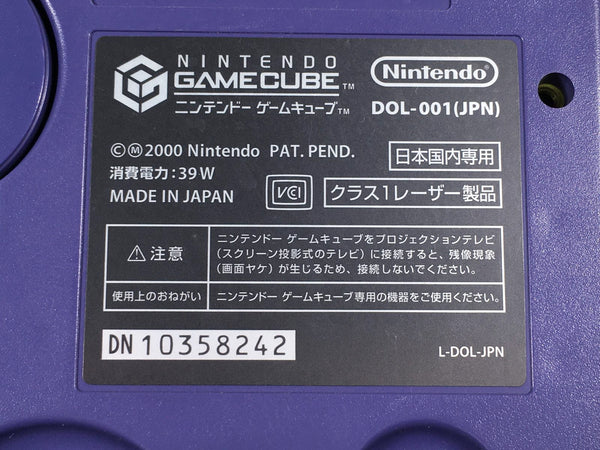 NINTENDO
GAMECUBE™
ニンテンドー ゲームキューブ™
Nintendo®
DOL-001(JPN)
©Ⓜ2000 Nintendo PAT. PEND.
日本国内専用
消費電力:39W
MADE IN JAPAN
VCI
クラス1レーザー製品
⚠注意
ニンテンドー ゲームキューブをプロジェクションテレビ
(スクリーン投影式のテレビ)に接続すると、残像現象
(画面ヤケ)が生じるため、接続しないでください。
使用上のおねがい
ニンテンドー ゲームキューブ専用の機器をご使用ください。
DN 10358242
L-DOL-JPN